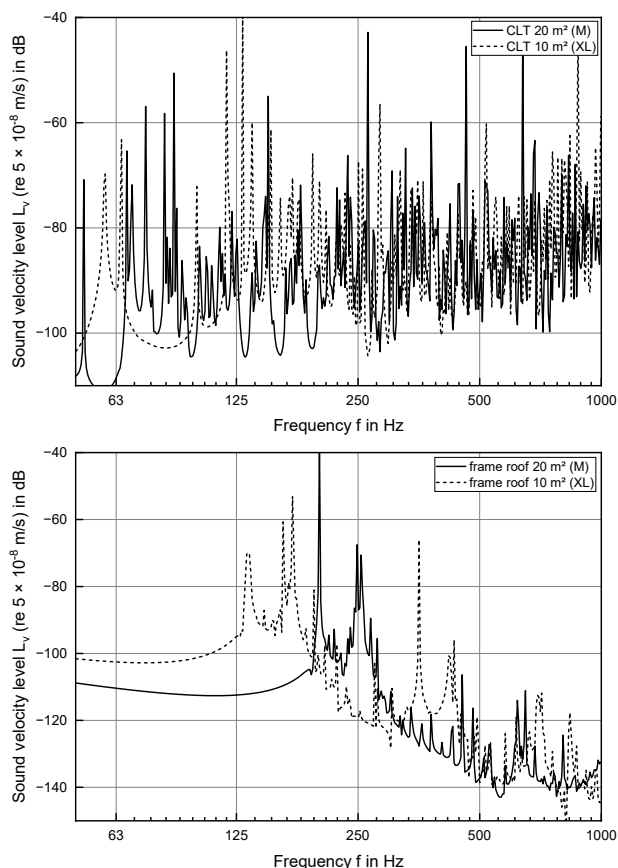 −40
−60
−80
−100
Sound velocity level Lᵥ (re 5 × 10⁻⁸ m/s) in dB
CLT 20 m² (M)
CLT 10 m² (XL)
63 125 250 500 1000
Frequency f in Hz
−40
−60
−80
−100
−120
−140
Sound velocity level Lᵥ (re 5 × 10⁻⁸ m/s) in dB
frame roof 20 m² (M)
frame roof 10 m² (XL)
63 125 250 500 1000
Frequency f in Hz